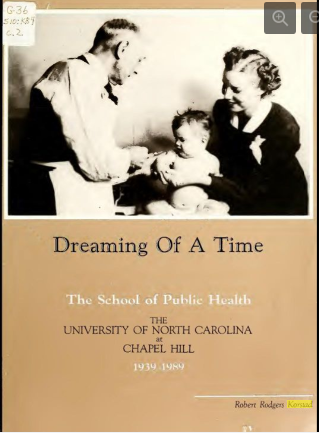 G36
Dreaming Of A Time
The School of Public Health
THE
UNIVERSITY OF NORTH CAROLINA
at
CHAPEL HILL
1939-1989
Robert Rodgers Korstad